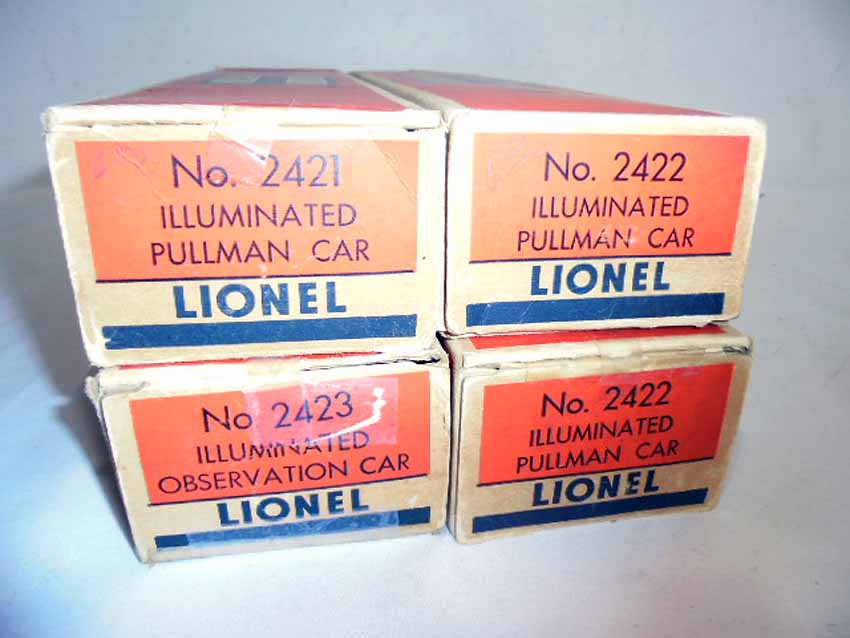 No. 2421
ILLUMINATED
PULLMAN CAR
LIONEL
No. 2422
ILLUMINATED
PULLMAN CAR
LIONEL
No 2423
ILLUMINATED
OBSERVATION CAR
LIONEL
No. 2422
ILLUMINATED
PULLMAN CAR
LIONEL